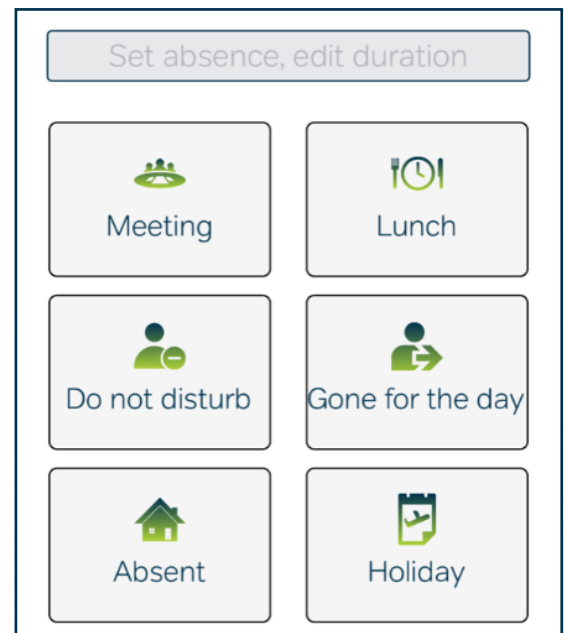 Set absence, edit duration
Meeting
Lunch
Do not disturb
Gone for the day
Absent
Holiday